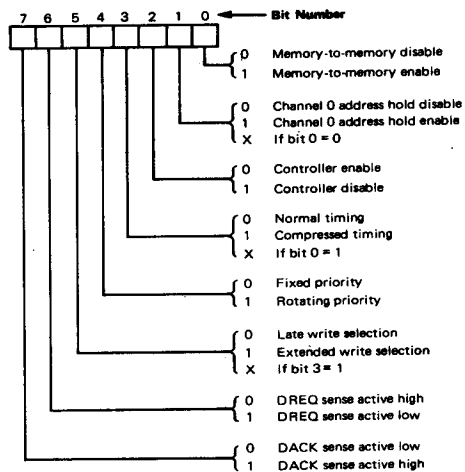 7 6 5 4 3 2 1 0 Bit Number
0 Memory-to-memory disable
1 Memory-to-memory enable
0 Channel 0 address hold disable
1 Channel 0 address hold enable
X If bit 0 = 0
0 Controller enable
1 Controller disable
0 Normal timing
1 Compressed timing
X If bit 0 = 1
0 Fixed priority
1 Rotating priority
0 Late write selection
1 Extended write selection
X If bit 3 = 1
0 DREQ sense active high
1 DREQ sense active low
0 DACK sense active low
1 DACK sense active high